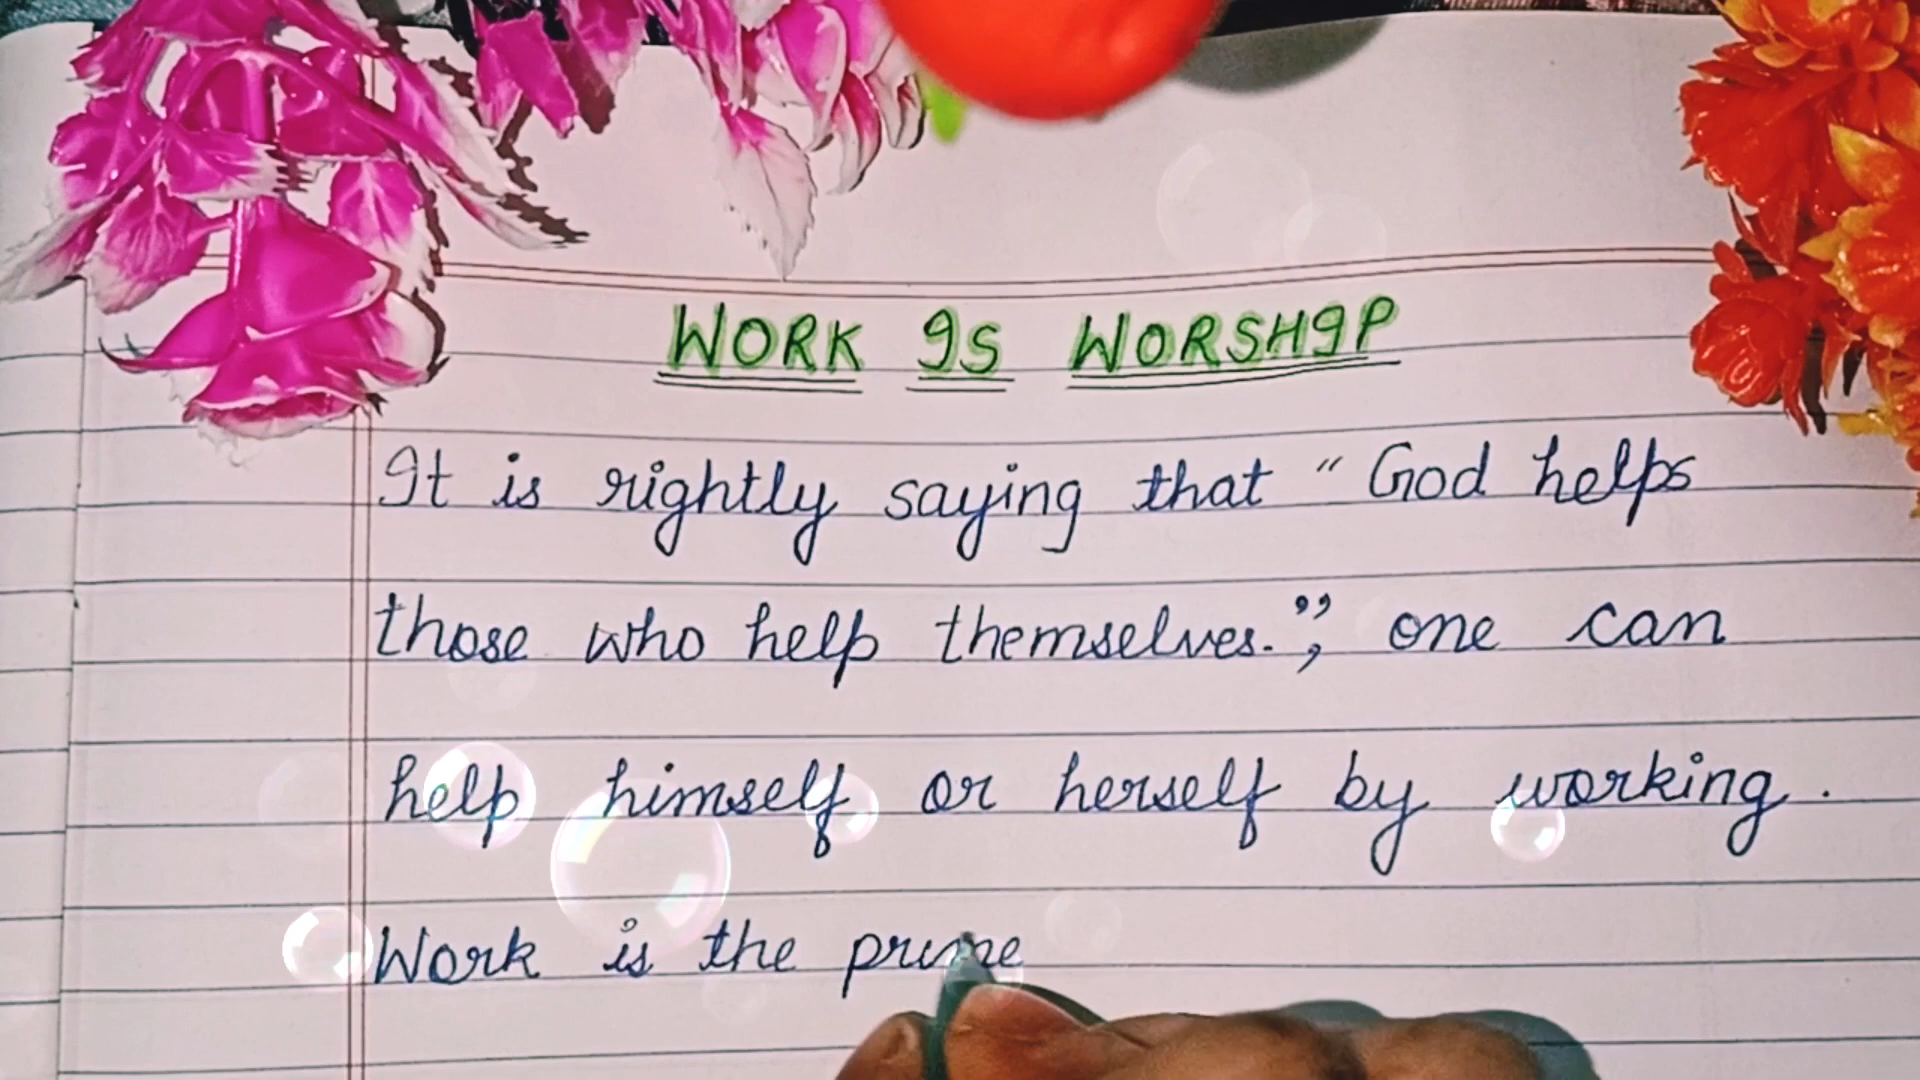 WORK IS WORSHIP
It is rightly saying that “God helps
those who help themselves.”, one can
help himself or herself by working.
Work is the prime